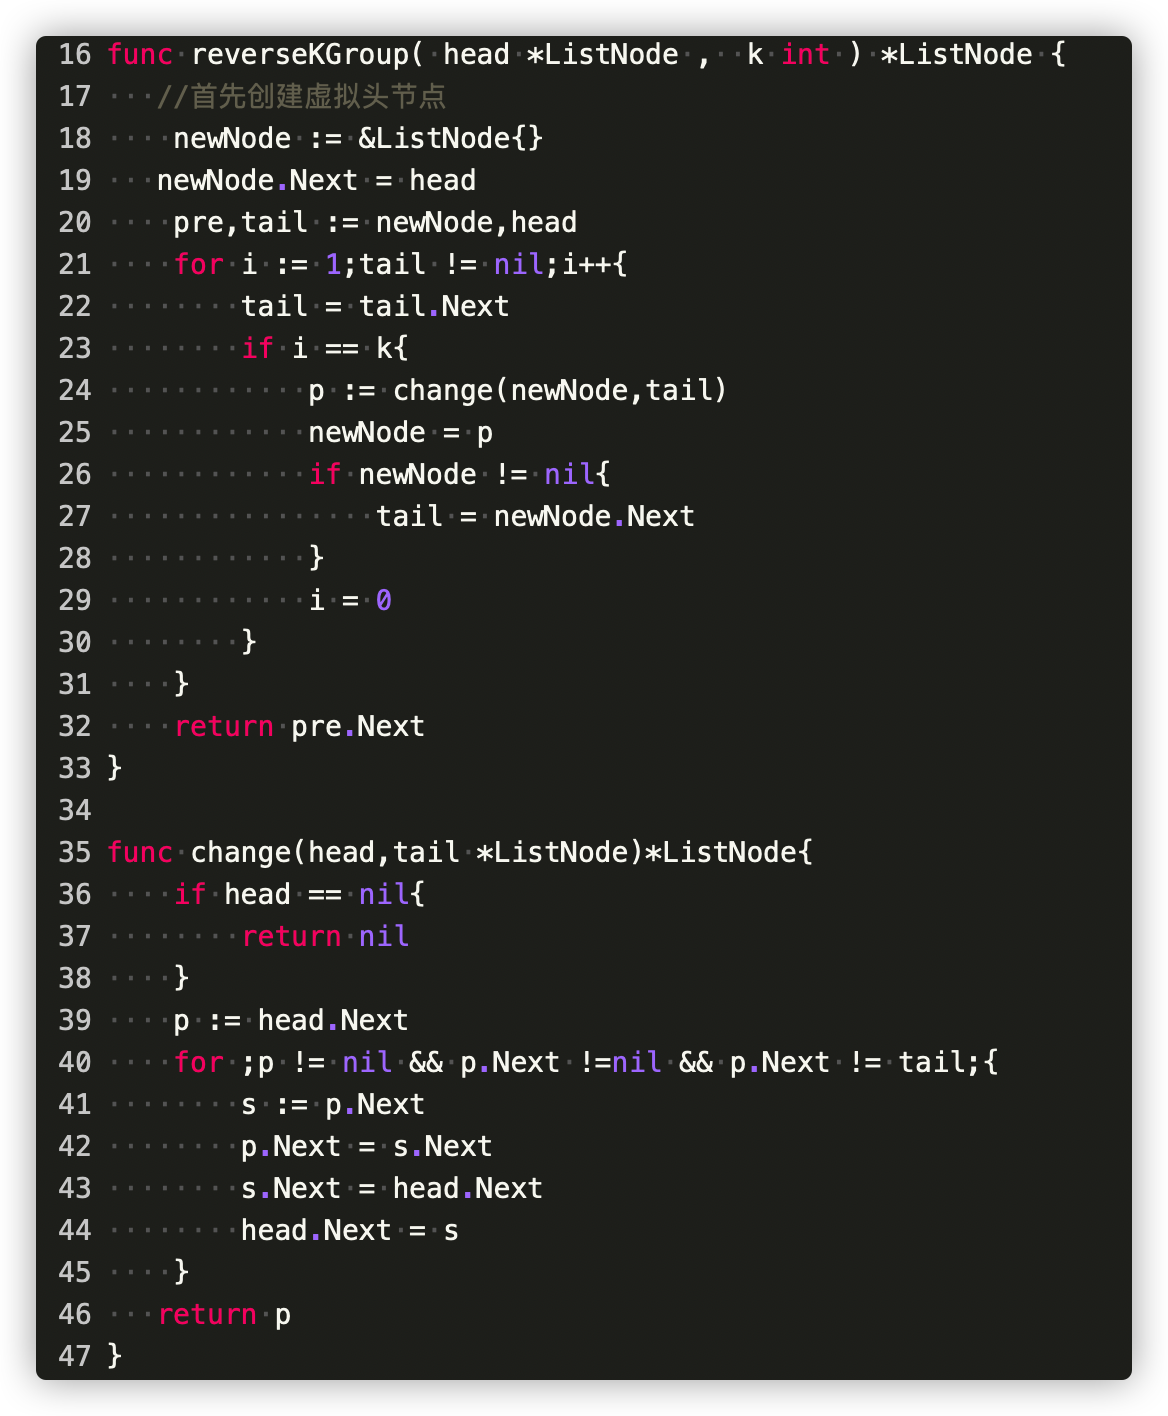 16 func reverseKGroup( head *ListNode ,  k int ) *ListNode {
17    //首先创建虚拟头节点
18     newNode := &ListNode{}
19    newNode.Next = head
20     pre,tail := newNode,head
21     for i := 1;tail != nil;i++{
22         tail = tail.Next
23         if i == k{
24             p := change(newNode,tail)
25             newNode = p
26             if newNode != nil{
27                 tail = newNode.Next
28             }
29             i = 0
30         }
31     }
32     return pre.Next
33 }
34
35 func change(head,tail *ListNode)*ListNode{
36     if head == nil{
37         return nil
38     }
39     p := head.Next
40     for ;p != nil && p.Next !=nil && p.Next != tail;{
41         s := p.Next
42         p.Next = s.Next
43         s.Next = head.Next
44         head.Next = s
45     }
46    return p
47 }